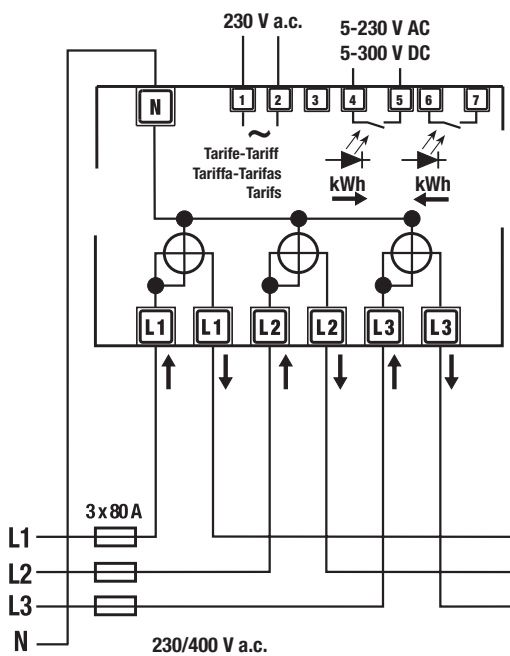 230 V a.c.
5-230 V AC
5-300 V DC
N
1
2
3
4
5
6
7
~
Tarife-Tariff
Tariffa-Tarifas
Tarifs
kWh
kWh
L1
L1
L2
L2
L3
L3
3 x 80 A
L1
L2
L3
N
230/400 V a.c.